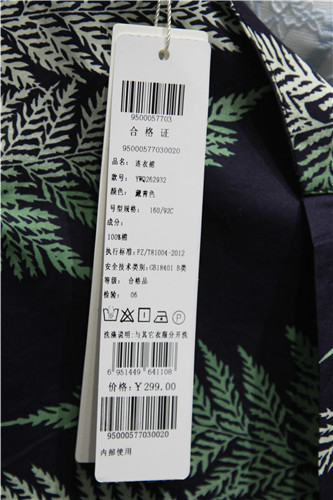 9500057703
合格证
95000577030020
品名: 连衣裙
款号: YWQ262932
颜色: 藏青色
号型规格: 160/92C
成分:
100%棉
执行标准: FZ/T81004-2012
安全技术类别: GB18401 B类
等级: 合格品
检验: 06
P
洗涤说明:与其它衣服分开洗
6 951449 641108
价格: ¥ 299.00
95000577030020
内部使用